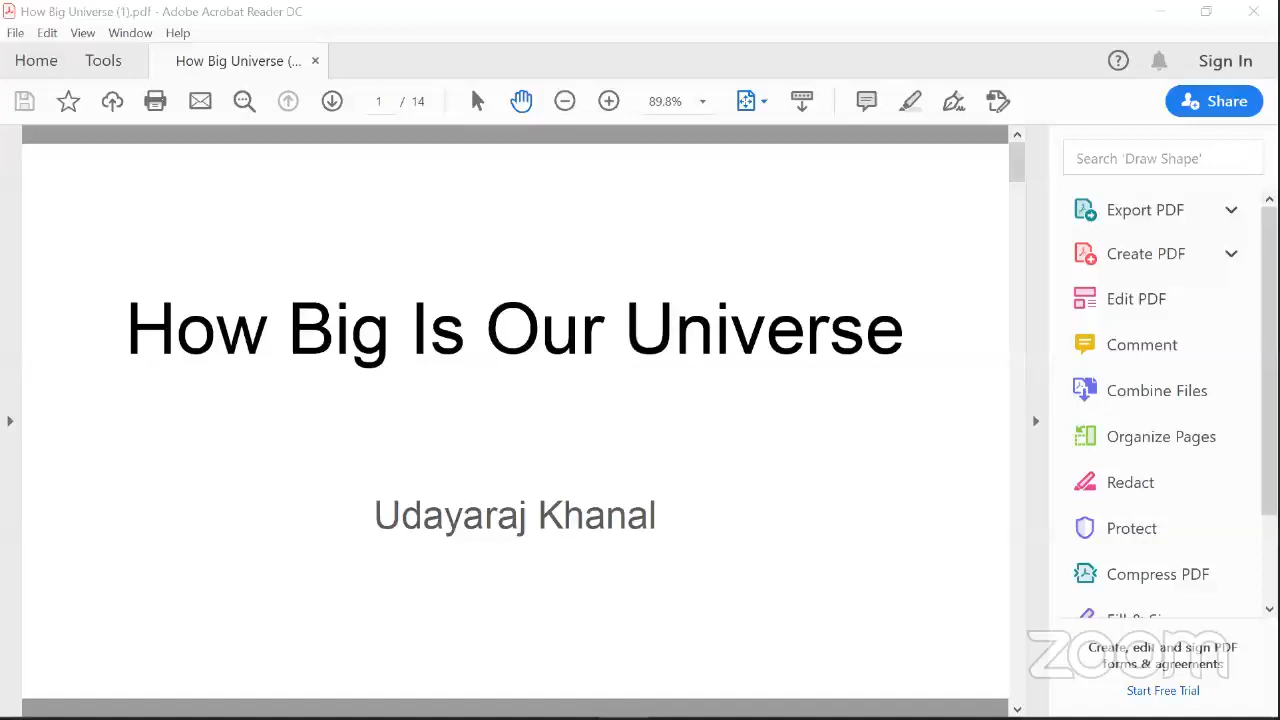 How Big Universe (1).pdf - Adobe Acrobat Reader DC
File Edit View Window Help
Home Tools How Big Universe (... × Sign In
1 / 14 89.8% Share
Search 'Draw Shape'
Export PDF
Create PDF
Edit PDF
Comment
Combine Files
Organize Pages
Redact
Protect
Compress PDF
How Big Is Our Universe
Udayaraj Khanal
zoom
Create, edit and sign PDF
forms & agreements
Start Free Trial